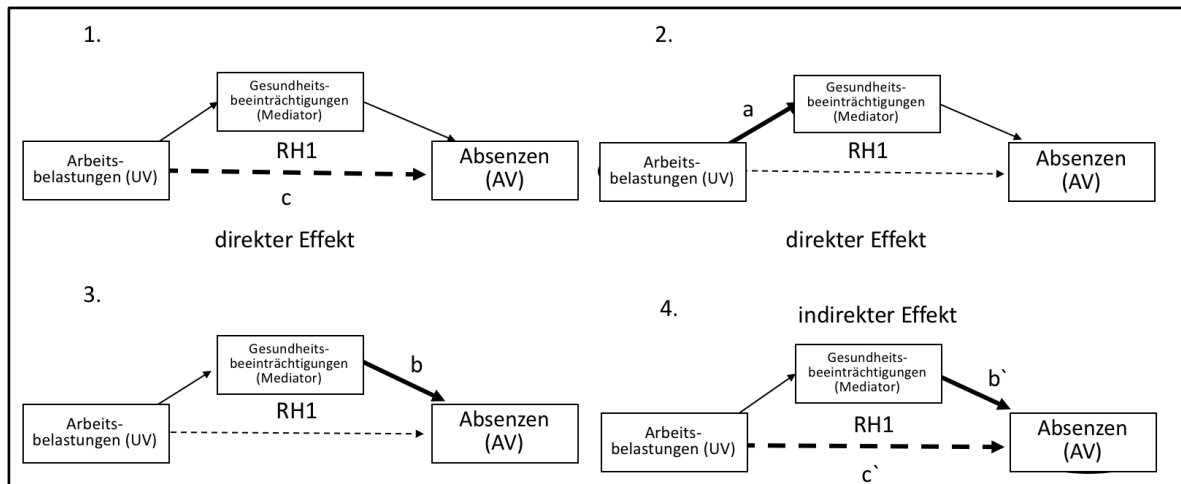 1.
Gesundheits-
beeinträchtigungen
(Mediator)
Arbeits-
belastungen (UV)
RH1
Absenzen
(AV)
c
direkter Effekt
2.
a
Gesundheits-
beeinträchtigungen
(Mediator)
Arbeits-
belastungen (UV)
RH1
Absenzen
(AV)
direkter Effekt
3.
Gesundheits-
beeinträchtigungen
(Mediator)
b
Arbeits-
belastungen (UV)
RH1
Absenzen
(AV)
4.
indirekter Effekt
Gesundheits-
beeinträchtigungen
(Mediator)
b`
Arbeits-
belastungen (UV)
RH1
Absenzen
(AV)
c`